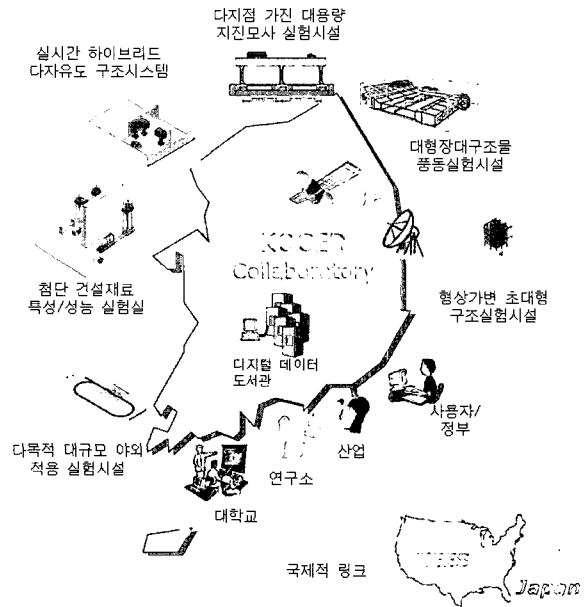 다지점 가진 대용량
지진모사 실험시설
실시간 하이브리드
다자유도 구조시스템
대형장대구조물
풍동실험시설
Collaboratory
첨단 건설재료
특성/성능 실험실
형상가변 초대형
구조실험시설
디지털 데이터
도서관
사용자/
정부
산업
다목적 대규모 야외
적용 실험시설
연구소
대학교
국제적 링크
Japan